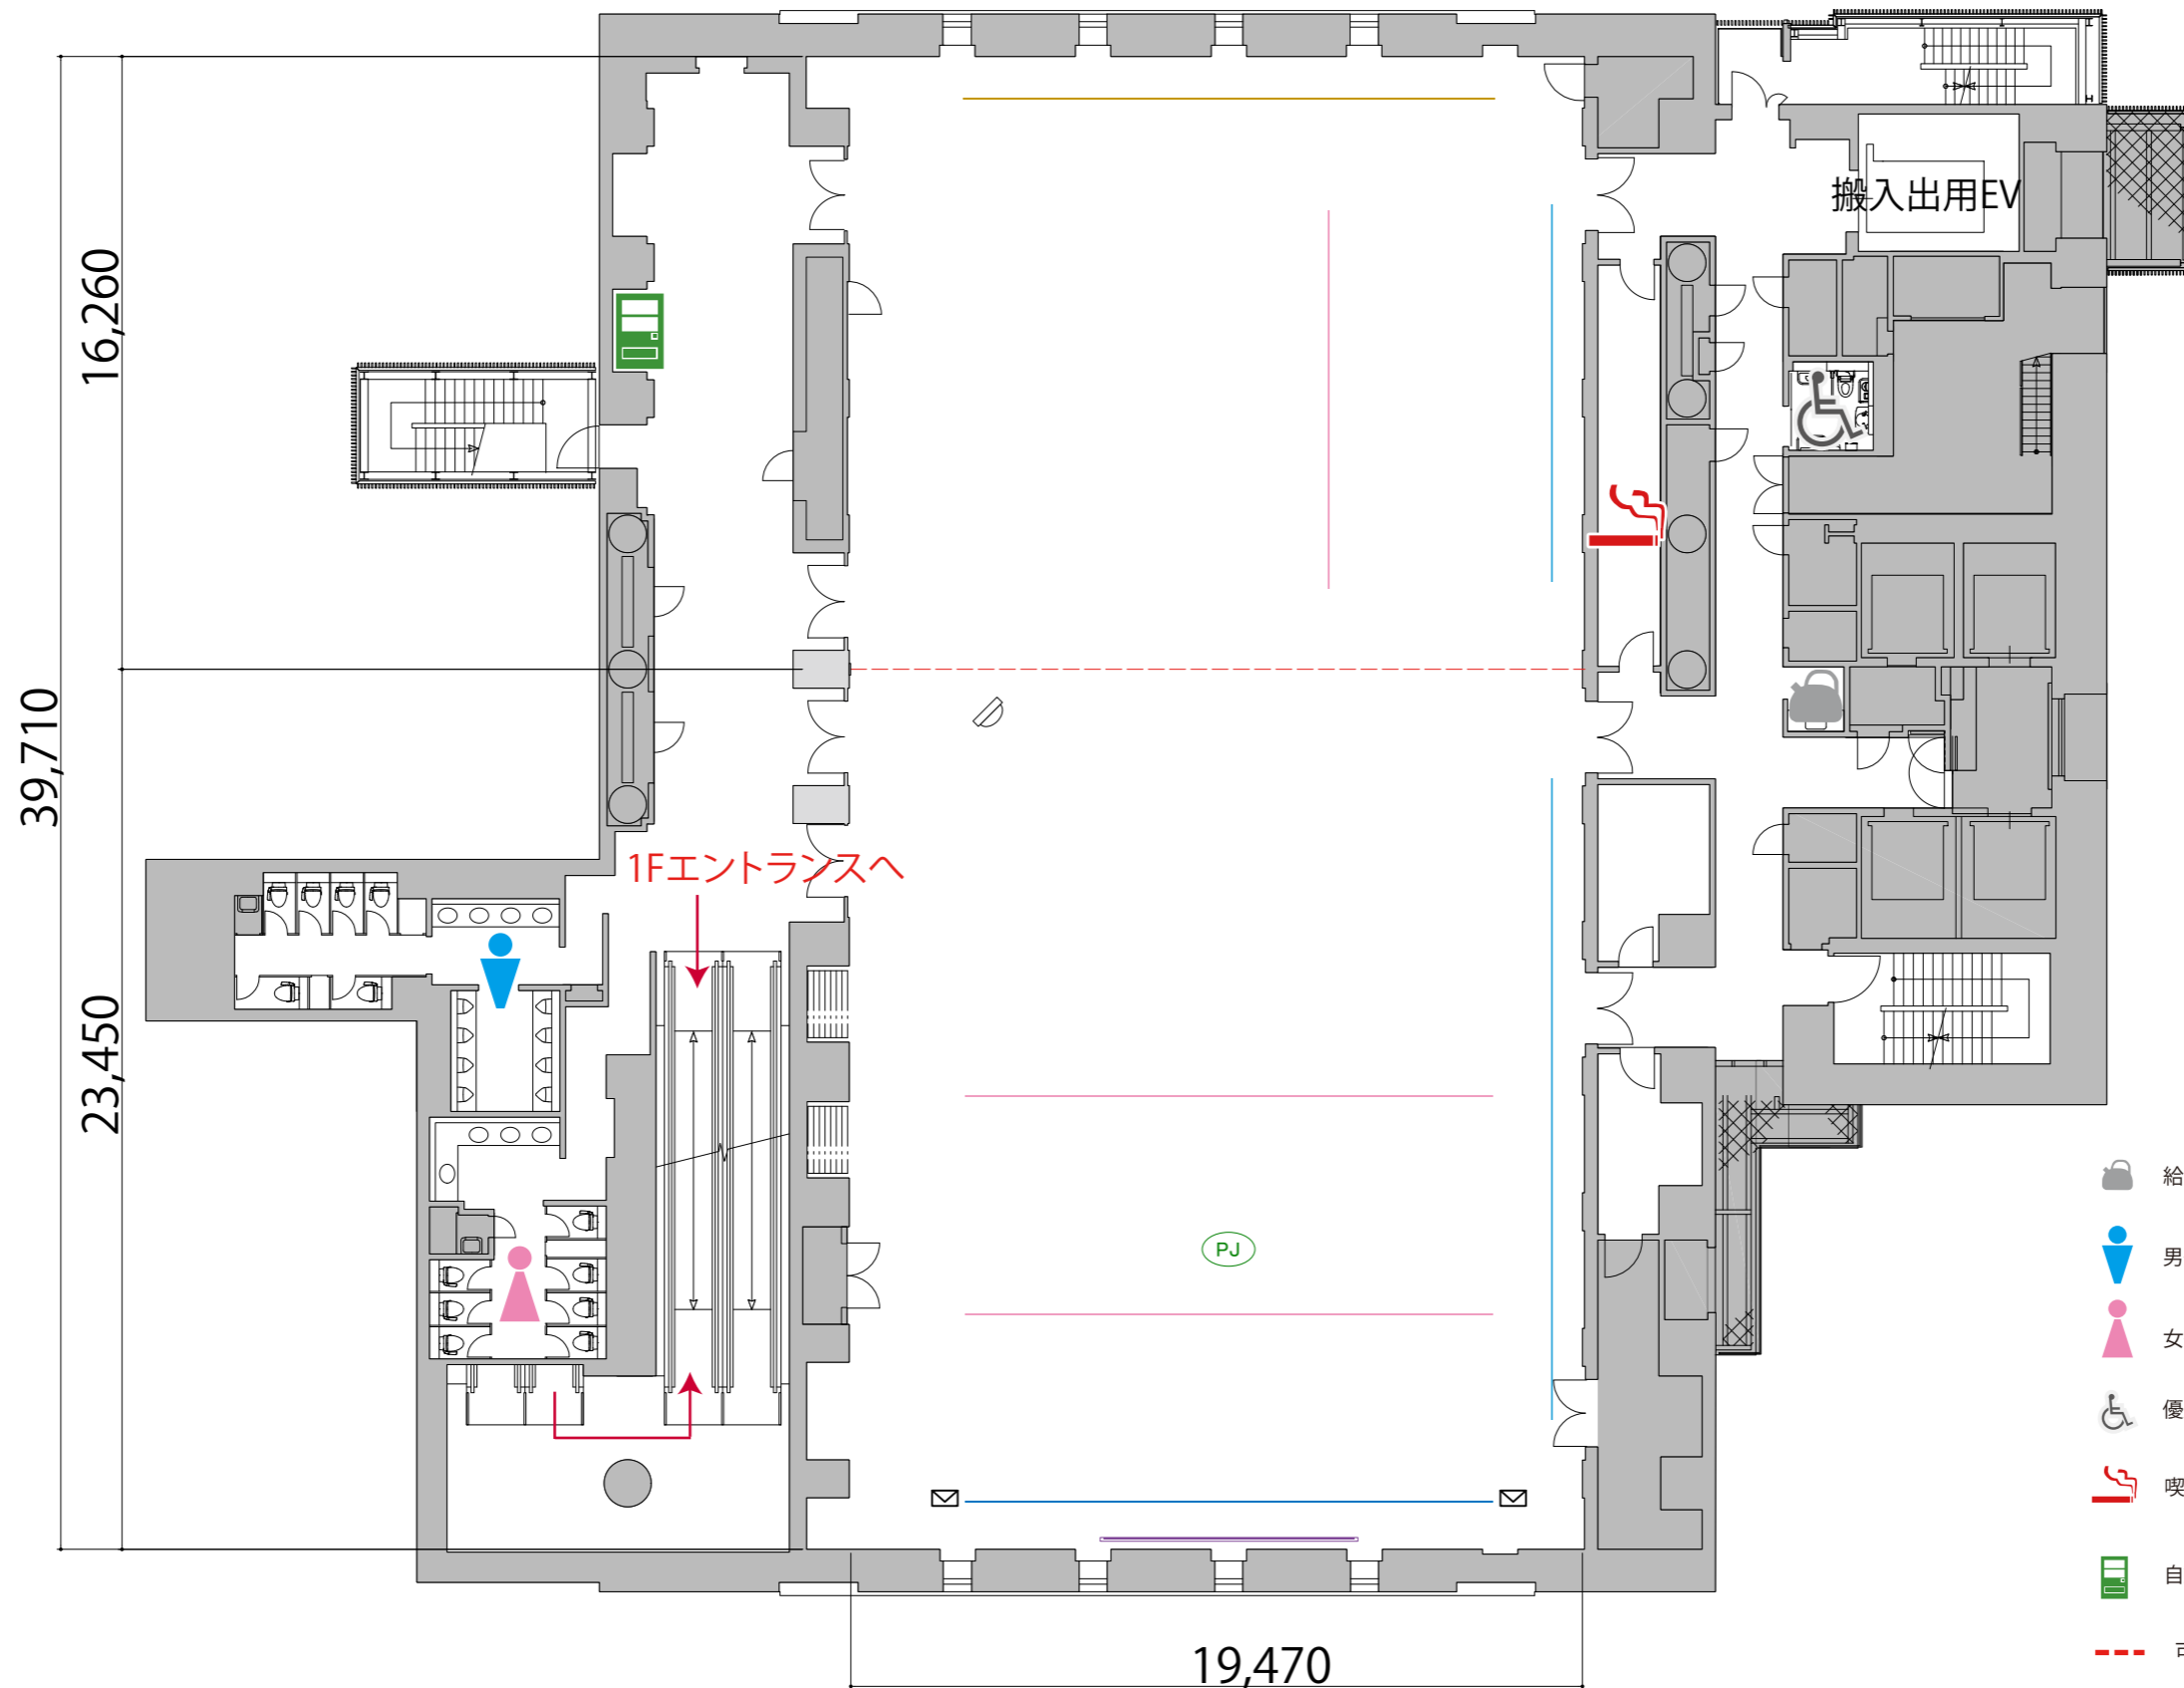 搬入出用EV
16,260
39,710
1Fエントランスへ
23,450
PJ
給
男
女
優
喫
自
19,470